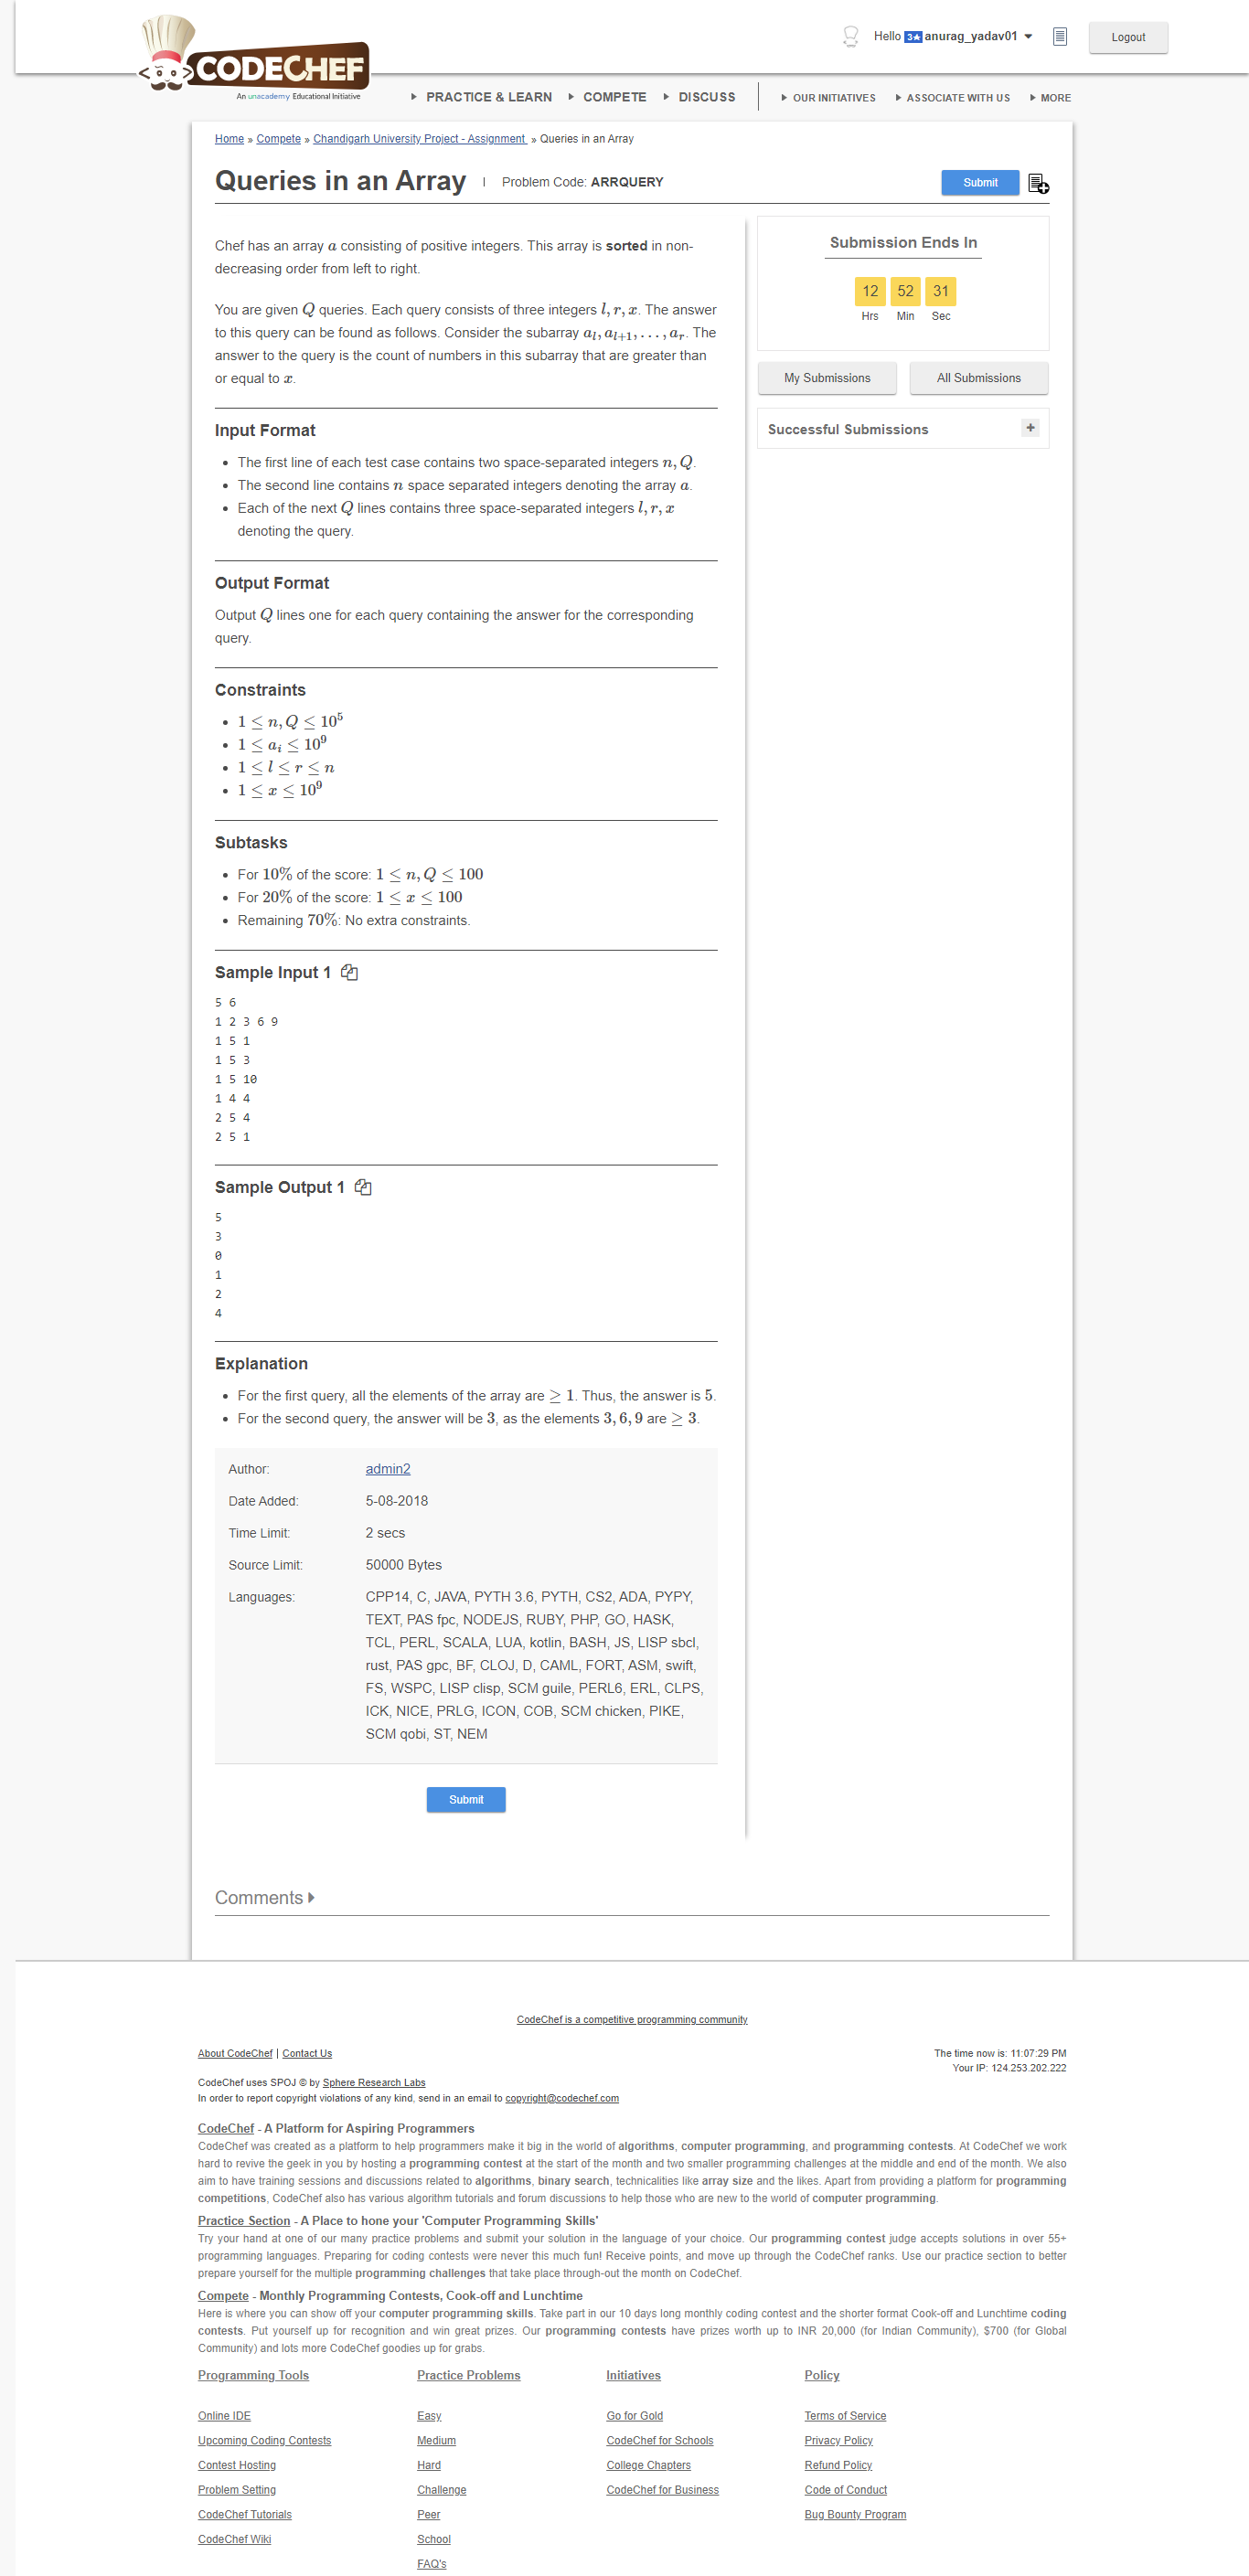 Hello 3★ anurag_yadav01
Logout
CODECHEF
An unacademy Educational Initiative
PRACTICE & LEARN COMPETE DISCUSS OUR INITIATIVES ASSOCIATE WITH US MORE
Home » Compete » Chandigarh University Project - Assignment » Queries in an Array
Queries in an Array | Problem Code: ARRQUERY
Submit
Chef has an array a consisting of positive integers. This array is sorted in non-
decreasing order from left to right.
You are given Q queries. Each query consists of three integers l, r, x. The answer
to this query can be found as follows. Consider the subarray a_l, a_{l+1}, . . . , a_r. The
answer to the query is the count of numbers in this subarray that are greater than
or equal to x.
Input Format
• The first line of each test case contains two space-separated integers n, Q.
• The second line contains n space separated integers denoting the array a.
• Each of the next Q lines contains three space-separated integers l, r, x
denoting the query.
Output Format
Output Q lines one for each query containing the answer for the corresponding
query.
Constraints
• 1 ≤ n, Q ≤ 10^5
• 1 ≤ a_i ≤ 10^9
• 1 ≤ l ≤ r ≤ n
• 1 ≤ x ≤ 10^9
Subtasks
• For 10% of the score: 1 ≤ n, Q ≤ 100
• For 20% of the score: 1 ≤ x ≤ 100
• Remaining 70%: No extra constraints.
Sample Input 1
5 6
1 2 3 6 9
1 5 1
1 5 3
1 5 10
1 4 4
2 5 4
2 5 1
Sample Output 1
5
3
0
1
2
4
Explanation
• For the first query, all the elements of the array are ≥ 1. Thus, the answer is 5.
• For the second query, the answer will be 3, as the elements 3, 6, 9 are ≥ 3.
Author: admin2
Date Added: 5-08-2018
Time Limit: 2 secs
Source Limit: 50000 Bytes
Languages: CPP14, C, JAVA, PYTH 3.6, PYTH, CS2, ADA, PYPY,
TEXT, PAS fpc, NODEJS, RUBY, PHP, GO, HASK,
TCL, PERL, SCALA, LUA, kotlin, BASH, JS, LISP sbcl,
rust, PAS gpc, BF, CLOJ, D, CAML, FORT, ASM, swift,
FS, WSPC, LISP clisp, SCM guile, PERL6, ERL, CLPS,
ICK, NICE, PRLG, ICON, COB, SCM chicken, PIKE,
SCM qobi, ST, NEM
Submit
Submission Ends In
12 52 31
Hrs Min Sec
My Submissions All Submissions
Successful Submissions +
Comments
CodeChef is a competitive programming community
About CodeChef | Contact Us
The time now is: 11:07:29 PM
Your IP: 124.253.202.222
CodeChef uses SPOJ © by Sphere Research Labs
In order to report copyright violations of any kind, send in an email to copyright@codechef.com
CodeChef - A Platform for Aspiring Programmers
CodeChef was created as a platform to help programmers make it big in the world of algorithms, computer programming, and programming contests. At CodeChef we work
hard to revive the geek in you by hosting a programming contest at the start of the month and two smaller programming challenges at the middle and end of the month. We also
aim to have training sessions and discussions related to algorithms, binary search, technicalities like array size and the likes. Apart from providing a platform for programming
competitions, CodeChef also has various algorithm tutorials and forum discussions to help those who are new to the world of computer programming.
Practice Section - A Place to hone your 'Computer Programming Skills'
Try your hand at one of our many practice problems and submit your solution in the language of your choice. Our programming contest judge accepts solutions in over 55+
programming languages. Preparing for coding contests were never this much fun! Receive points, and move up through the CodeChef ranks. Use our practice section to better
prepare yourself for the multiple programming challenges that take place through-out the month on CodeChef.
Compete - Monthly Programming Contests, Cook-off and Lunchtime
Here is where you can show off your computer programming skills. Take part in our 10 days long monthly coding contest and the shorter format Cook-off and Lunchtime coding
contests. Put yourself up for recognition and win great prizes. Our programming contests have prizes worth up to INR 20,000 (for Indian Community), $700 (for Global
Community) and lots more CodeChef goodies up for grabs.
Programming Tools
Online IDE
Upcoming Coding Contests
Contest Hosting
Problem Setting
CodeChef Tutorials
CodeChef Wiki
Practice Problems
Easy
Medium
Hard
Challenge
Peer
School
FAQ's
Initiatives
Go for Gold
CodeChef for Schools
College Chapters
CodeChef for Business
Policy
Terms of Service
Privacy Policy
Refund Policy
Code of Conduct
Bug Bounty Program